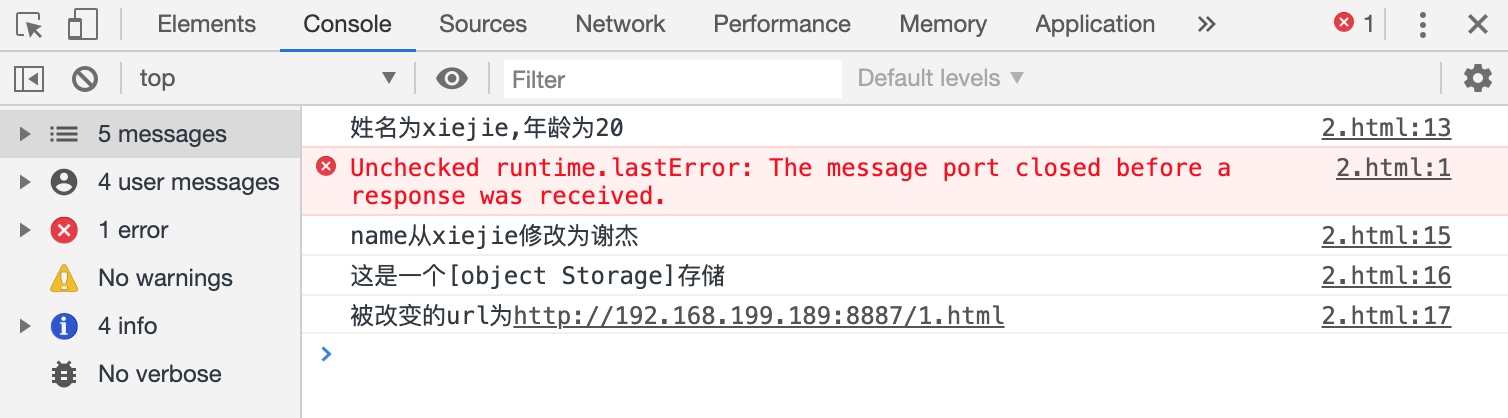 Elements Console Sources Network Performance Memory Application 1
top Filter Default levels
5 messages
4 user messages
1 error
No warnings
4 info
No verbose
姓名为xiejie,年龄为20 2.html:13
Unchecked runtime.lastError: The message port closed before a 2.html:1
response was received.
name从xiejie修改为谢杰 2.html:15
这是一个[object Storage]存储 2.html:16
被改变的url为http://192.168.199.189:8887/1.html 2.html:17